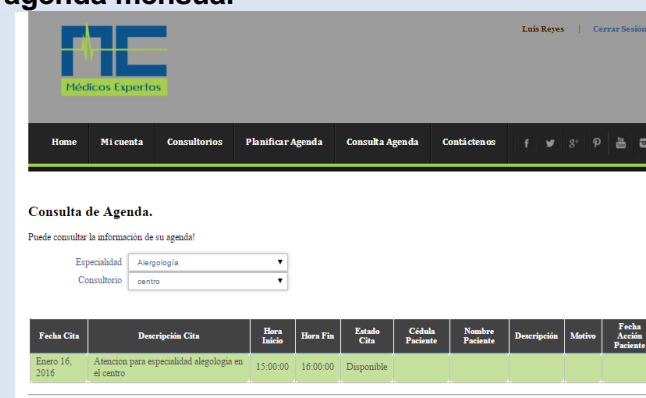 agenda mensual
Luis Reyes | Cerrar Sesión
Médicos Expertos
Home Mi cuenta Consultorios Planificar Agenda Consulta Agenda Contáctenos
Consulta de Agenda.
Puede consultar la información de su agenda!
Especialidad Alergología
Consultorio centro
Fecha Cita Descripción Cita Hora Inicio Hora Fin Estado Cita Cédula Paciente Nombre Paciente Descripción Motivo Fecha Acción Paciente
Enero 16, 2016 Atencion para especialidad alegologia en el centro 15:00:00 16:00:00 Disponible